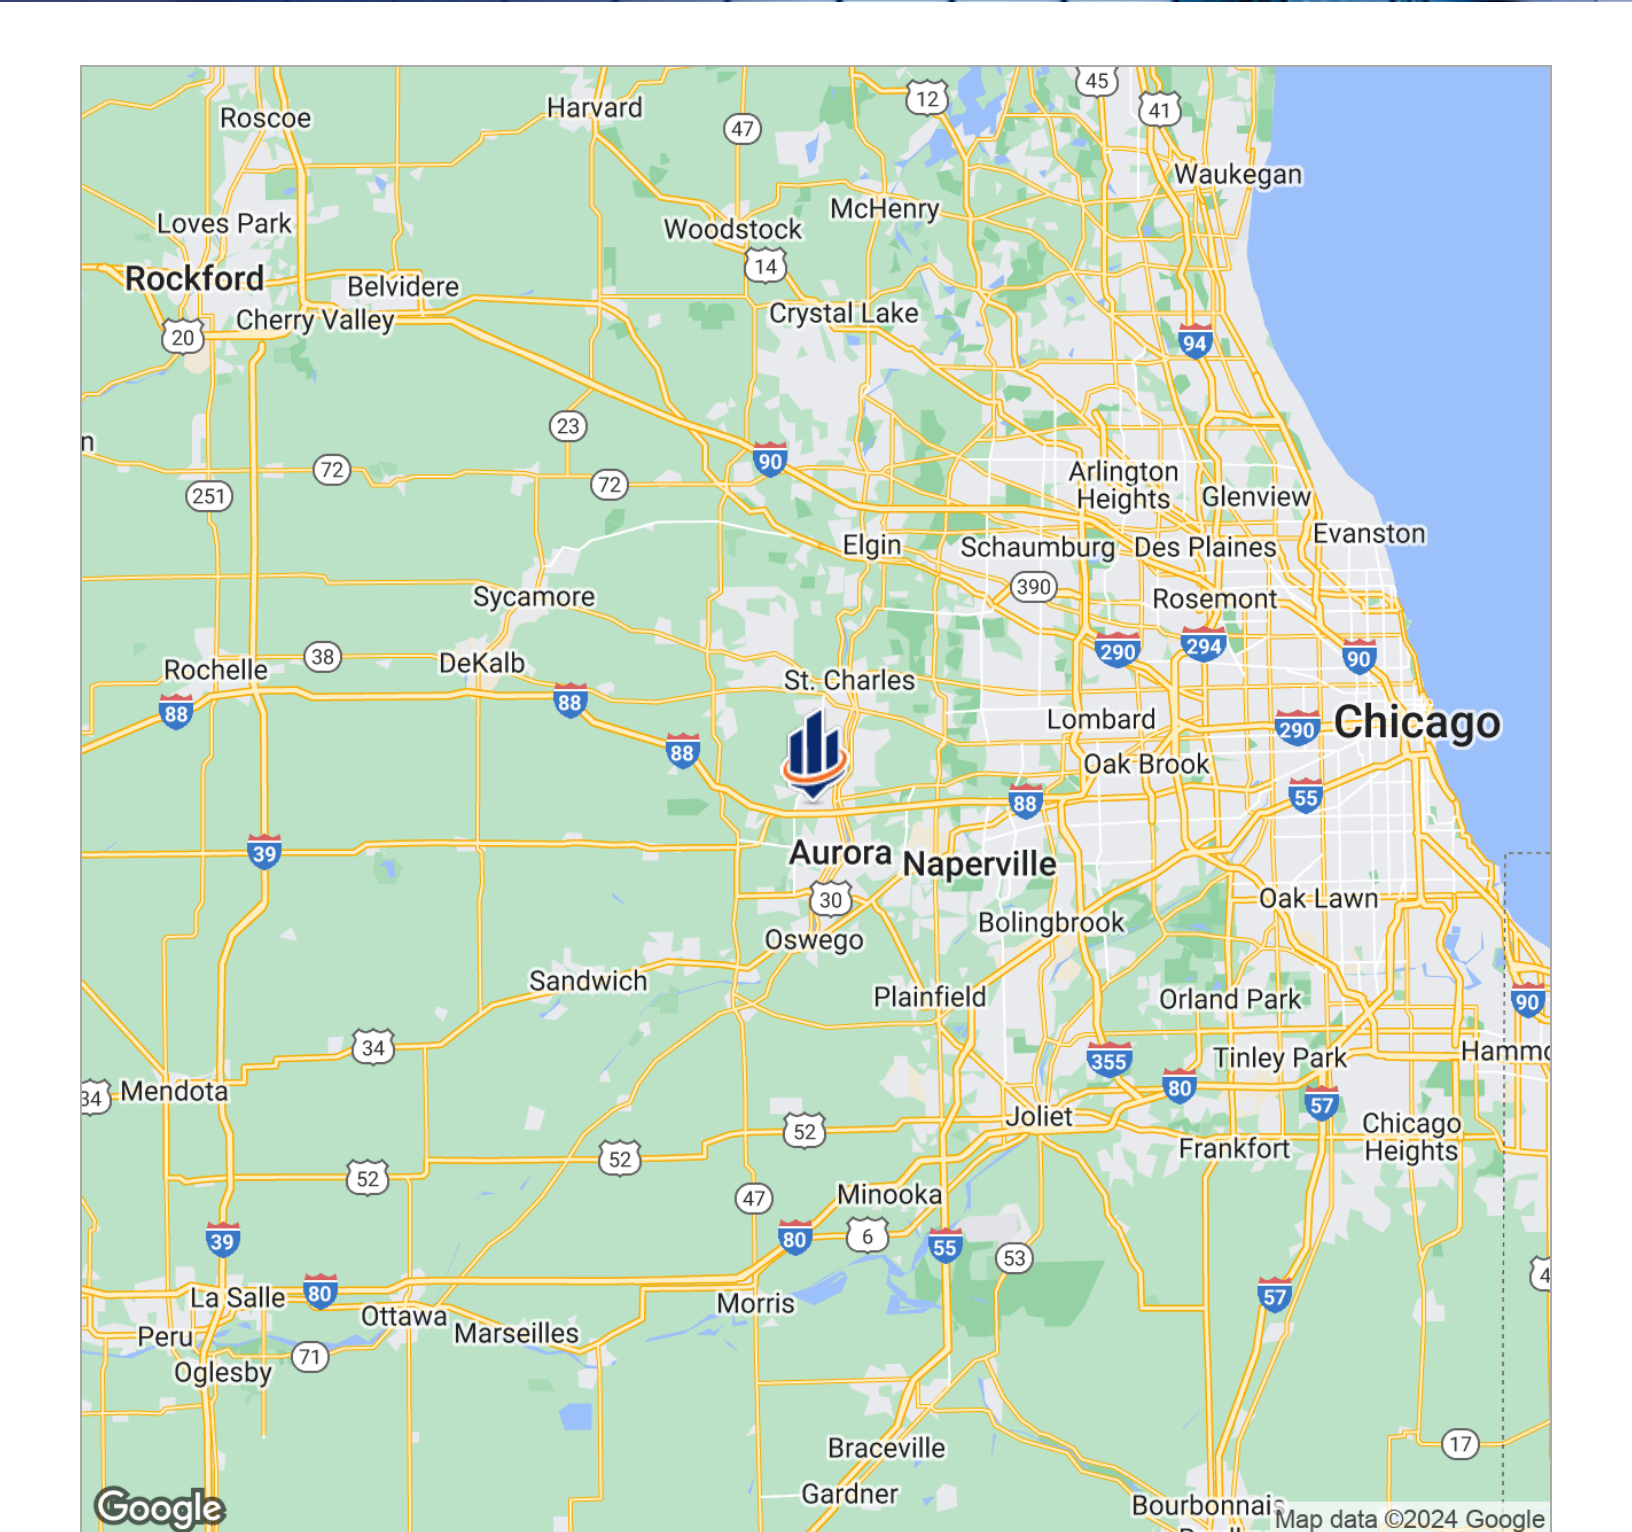 45
12
41
Harvard
Roscoe
47
Waukegan
McHenry
Loves Park
Woodstock
14
Rockford
Belvidere
Crystal Lake
Cherry Valley
20
94
23
n
90
72
Arlington
Heights
72
251
Glenview
Evanston
Elgin
Schaumburg
Des Plaines
390
Sycamore
Rosemont
290
294
90
38
DeKalb
Rochelle
St. Charles
88
88
Lombard
290
Chicago
88
Oak Brook
55
88
39
Aurora
Naperville
30
Oak Lawn
Bolingbrook
Oswego
Sandwich
Plainfield
Orland Park
90
34
Hammo
355
Tinley Park
80
34
Mendota
57
Joliet
Chicago
Heights
52
Frankfort
52
52
47
Minooka
39
80
6
55
53
4
80
57
La Salle
Morris
Ottawa
Marseilles
Peru
71
Oglesby
17
Braceville
Gardner
Bourbonnais
Google
Map data ©2024 Google